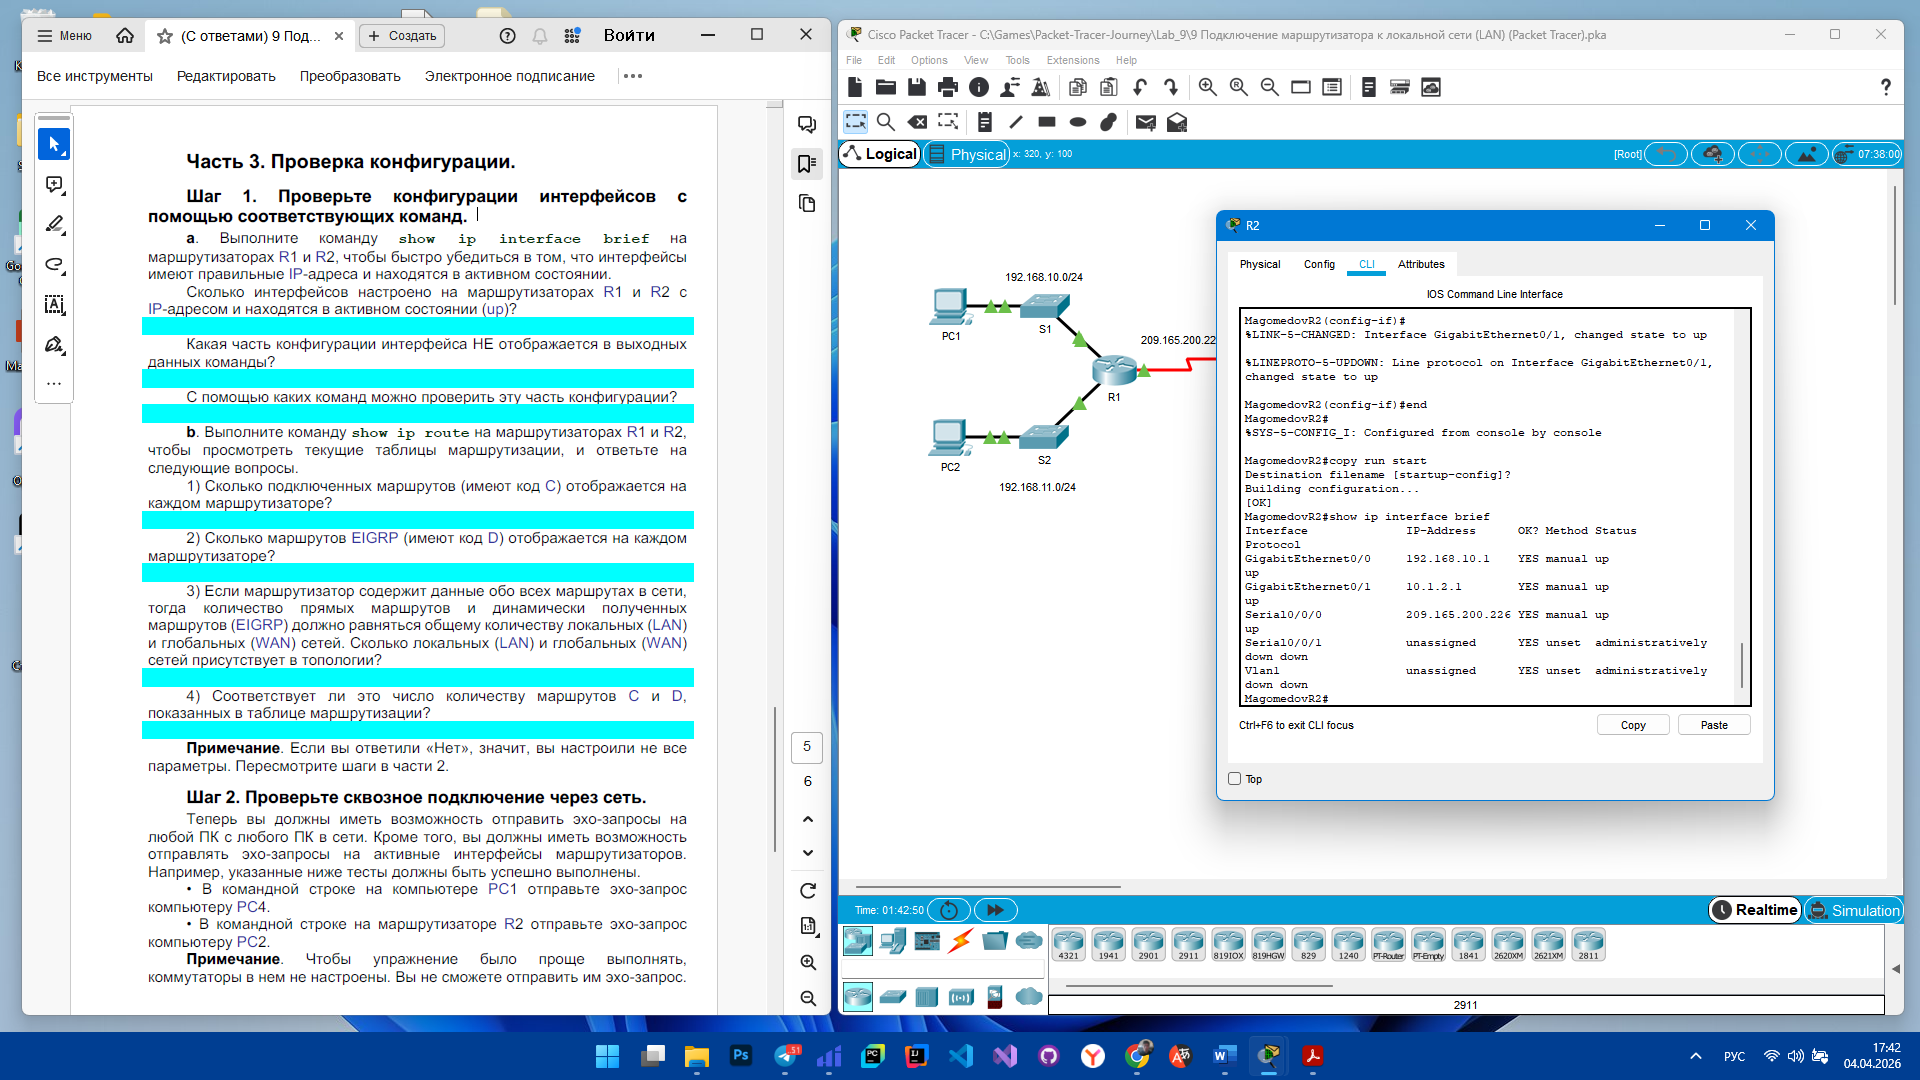 Меню
(С ответами) 9 Под...
Создать
Войти
Все инструменты
Редактировать
Преобразовать
Электронное подписание
Часть 3. Проверка конфигурации.
Шаг 1. Проверьте конфигурации интерфейсов с
помощью соответствующих команд.
a. Выполните команду show ip interface brief на
маршрутизаторах R1 и R2, чтобы быстро убедиться в том, что интерфейсы
имеют правильные IP-адреса и находятся в активном состоянии.
Сколько интерфейсов настроено на маршрутизаторах R1 и R2 с
IP-адресом и находятся в активном состоянии (up)?
Какая часть конфигурации интерфейса НЕ отображается в выходных
данных команды?
С помощью каких команд можно проверить эту часть конфигурации?
b. Выполните команду show ip route на маршрутизаторах R1 и R2,
чтобы просмотреть текущие таблицы маршрутизации, и ответьте на
следующие вопросы.
1) Сколько подключенных маршрутов (имеют код C) отображается на
каждом маршрутизаторе?
2) Сколько маршрутов EIGRP (имеют код D) отображается на каждом
маршрутизаторе?
3) Если маршрутизатор содержит данные обо всех маршрутах в сети,
тогда количество прямых маршрутов и динамически полученных
маршрутов (EIGRP) должно равняться общему количеству локальных (LAN)
и глобальных (WAN) сетей. Сколько локальных (LAN) и глобальных (WAN)
сетей присутствует в топологии?
4) Соответствует ли это число количеству маршрутов C и D,
показанных в таблице маршрутизации?
Примечание. Если вы ответили «Нет», значит, вы настроили не все
параметры. Пересмотрите шаги в части 2.
Шаг 2. Проверьте сквозное подключение через сеть.
Теперь вы должны иметь возможность отправить эхо-запросы на
любой ПК с любого ПК в сети. Кроме того, вы должны иметь возможность
отправлять эхо-запросы на активные интерфейсы маршрутизаторов.
Например, указанные ниже тесты должны быть успешно выполнены.
• В командной строке на компьютере PC1 отправьте эхо-запрос
компьютеру PC4.
• В командной строке на маршрутизаторе R2 отправьте эхо-запрос
компьютеру PC2.
Примечание. Чтобы упражнение было проще выполнять,
коммутаторы в нем не настроены. Вы не сможете отправить им эхо-запрос.
5
6
Cisco Packet Tracer - C:\Games\Packet-Tracer-Journey\Lab_9\9 Подключение маршрутизатора к локальной сети (LAN) (Packet Tracer).pka
File Edit Options View Tools Extensions Help
Logical
Physical
x: 320, y: 100
[Root]
07:38:00
192.168.10.0/24
PC1
S1
209.165.200.22
R1
PC2
S2
192.168.11.0/24
R2
Physical Config CLI Attributes
IOS Command Line Interface
MagomedovR2(config-if)#
%LINK-5-CHANGED: Interface GigabitEthernet0/1, changed state to up
%LINEPROTO-5-UPDOWN: Line protocol on Interface GigabitEthernet0/1,
changed state to up
MagomedovR2(config-if)#end
MagomedovR2#
%SYS-5-CONFIG_I: Configured from console by console
MagomedovR2#copy run start
Destination filename [startup-config]?
Building configuration...
[OK]
MagomedovR2#show ip interface brief
Interface IP-Address OK? Method Status
Protocol
GigabitEthernet0/0 192.168.10.1 YES manual up
up
GigabitEthernet0/1 10.1.2.1 YES manual up
up
Serial0/0/0 209.165.200.226 YES manual up
up
Serial0/0/1 unassigned YES unset administratively
down down
Vlan1 unassigned YES unset administratively
down down
MagomedovR2#
Ctrl+F6 to exit CLI focus
Copy
Paste
Top
Time: 01:42:50
Realtime
Simulation
4321 1941 2901 2911 819IOX 819HGW 829 1240 PT-Router PT-Empty 1841 2620XM 2621XM 2811
2911
51
РУС
17:42
04.04.2026